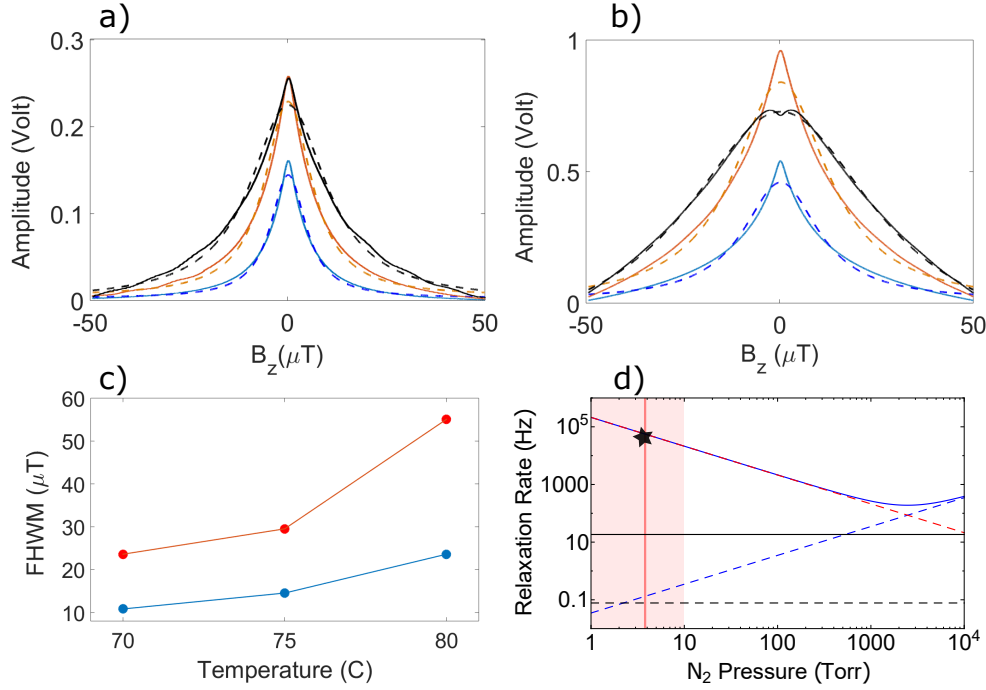 a)
0.3
0.2
0.1
0
-50
0
50
Amplitude (Volt)
B_z(μT)
b)
1
0.5
0
-50
0
50
Amplitude (Volt)
B_z (μT)
c)
60
50
40
30
20
10
70
75
80
FHWM (μT)
Temperature (C)
d)
10^5
1000
10
0.1
1
10
100
1000
10^4
Relaxation Rate (Hz)
N_2 Pressure (Torr)